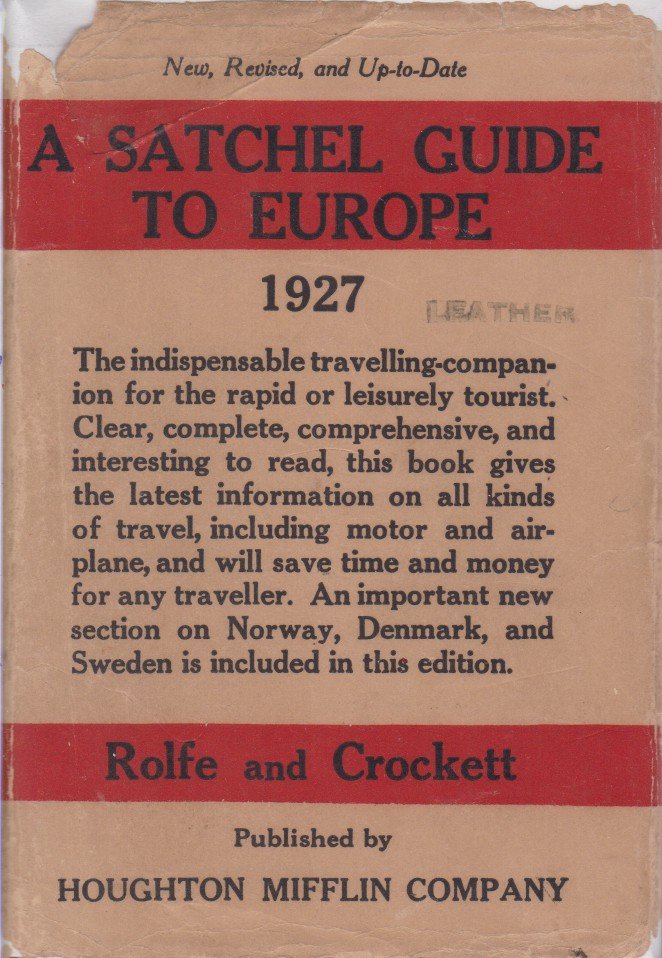 New, Revised, and Up-to-Date
A SATCHEL GUIDE
TO EUROPE
1927
LEATHER
The indispensable travelling-compan-
ion for the rapid or leisurely tourist.
Clear, complete, comprehensive, and
interesting to read, this book gives
the latest information on all kinds
of travel, including motor and air-
plane, and will save time and money
for any traveller. An important new
section on Norway, Denmark, and
Sweden is included in this edition.
Rolfe and Crockett
Published by
HOUGHTON MIFFLIN COMPANY